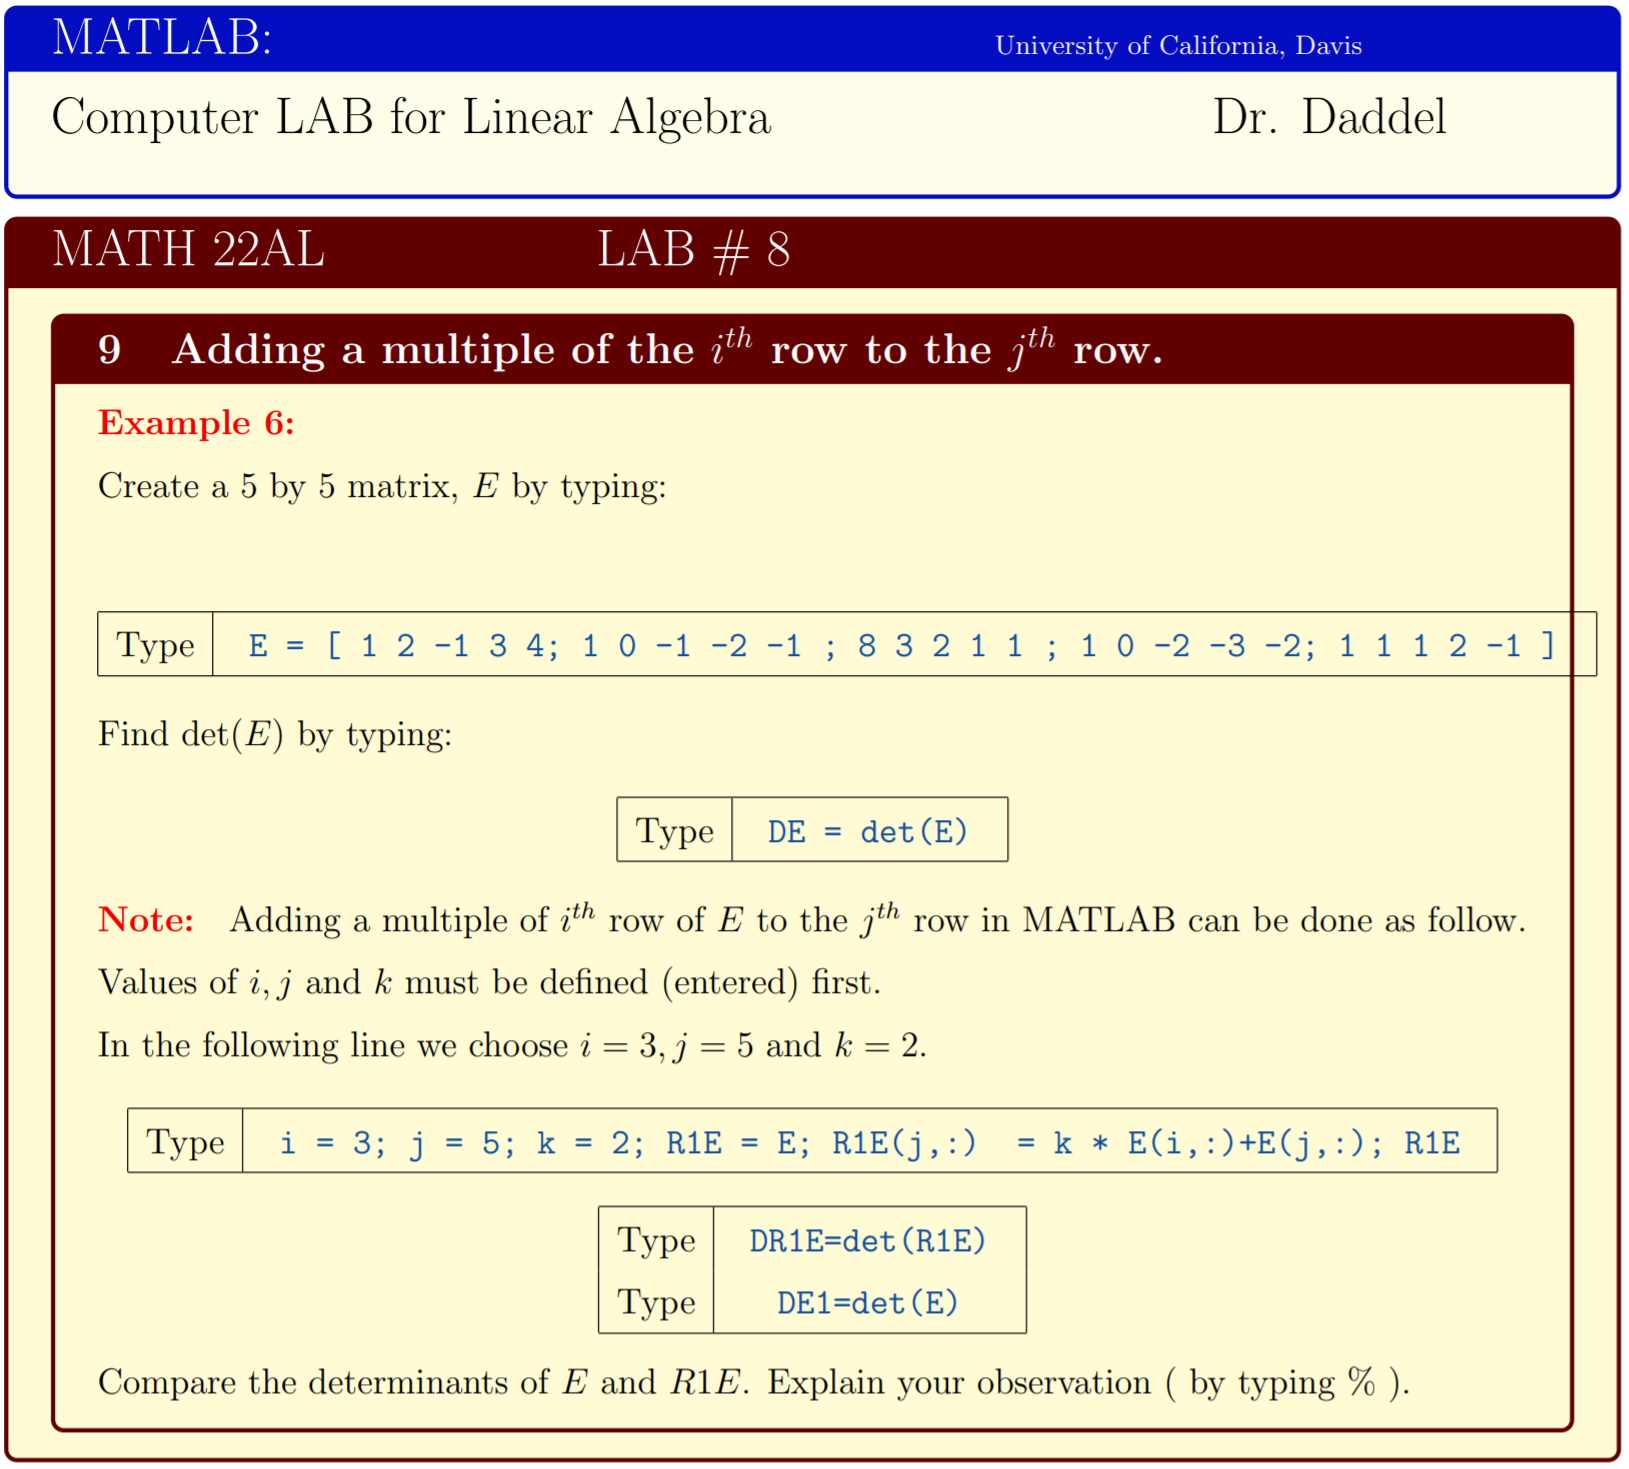 MATLAB: University of California, Davis
Computer LAB for Linear Algebra Dr. Daddel
MATH 22AL LAB # 8
9 Adding a multiple of the i^{th} row to the j^{th} row.
Example 6:
Create a 5 by 5 matrix, E by typing:
Type E = [ 1 2 -1 3 4; 1 0 -1 -2 -1 ; 8 3 2 1 1 ; 1 0 -2 -3 -2; 1 1 1 2 -1 ]
Find det(E) by typing:
Type DE = det(E)
Note: Adding a multiple of i^{th} row of E to the j^{th} row in MATLAB can be done as follow.
Values of i, j and k must be defined (entered) first.
In the following line we choose i = 3, j = 5 and k = 2.
Type i = 3; j = 5; k = 2; R1E = E; R1E(j,:) = k * E(i,:)+E(j,:); R1E
Type DR1E=det(R1E)
Type DE1=det(E)
Compare the determinants of E and R1E. Explain your observation ( by typing % ).